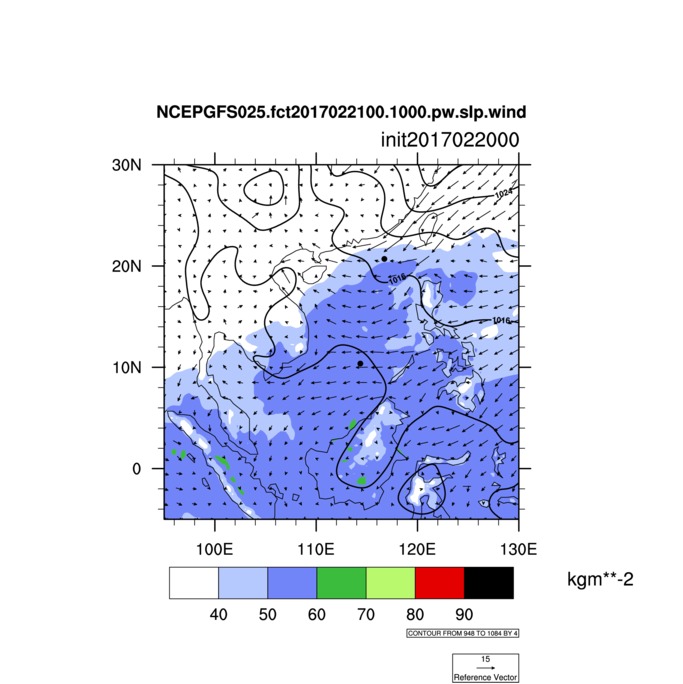 NCEPGFS025.fct2017022100.1000.pw.slp.wind
init2017022000
30N
1024
20N
1016
1016
10N
0
100E 110E 120E 130E
kgm**-2
40 50 60 70 80 90
CONTOUR FROM 948 TO 1084 BY 4
15
Reference Vector